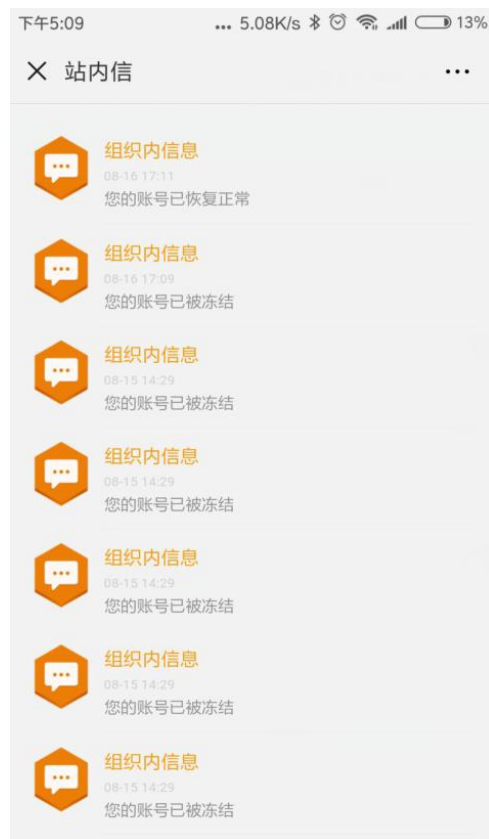 下午5:09 ... 5.08K/s 13%
站内信
组织内信息
08-16 17:11
您的账号已恢复正常
组织内信息
08-16 17:09
您的账号已被冻结
组织内信息
08-15 14:29
您的账号已被冻结
组织内信息
08-15 14:29
您的账号已被冻结
组织内信息
08-15 14:29
您的账号已被冻结
组织内信息
08-15 14:29
您的账号已被冻结
组织内信息
08-15 14:29
您的账号已被冻结